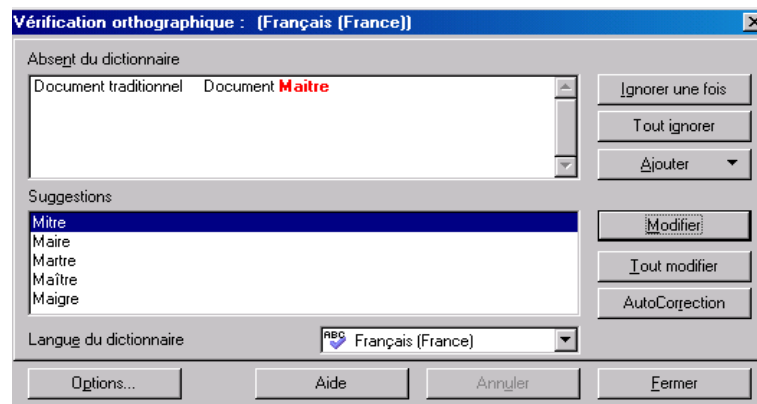 Vérification orthographique : (Français (France))
Absent du dictionnaire
Document traditionnel Document Maitre
Ignorer une fois
Tout ignorer
Ajouter
Suggestions
Mitre
Maire
Martre
Maître
Maigre
Modifier
Tout modifier
AutoCorrection
Langue du dictionnaire
ABC Français (France)
Options... Aide Annuler Fermer